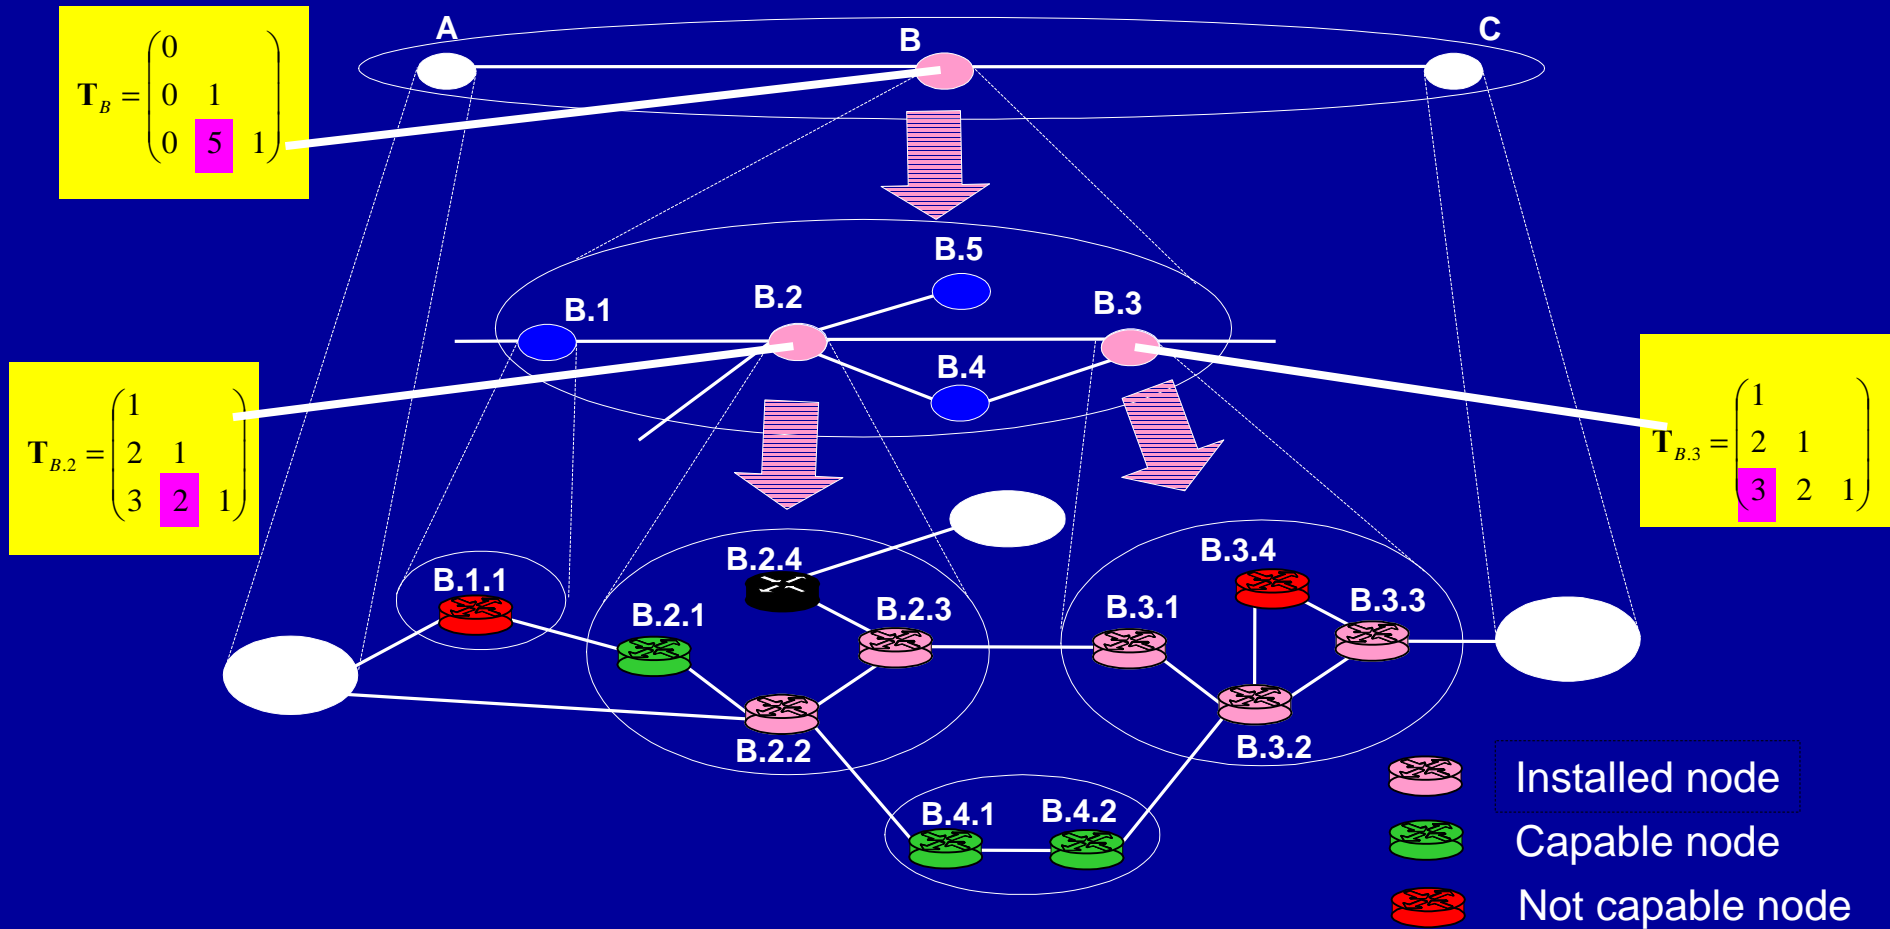 A
B
C
T_B = (0
0 1
0 5 1)
B.5
B.1
B.2
B.3
B.4
T_B.2 = (1
2 1
3 2 1)
T_B.3 = (1
2 1
3 2 1)
B.1.1
B.2.4
B.2.1
B.2.3
B.2.2
B.3.4
B.3.1
B.3.3
B.3.2
B.4.1
B.4.2
Installed node
Capable node
Not capable node